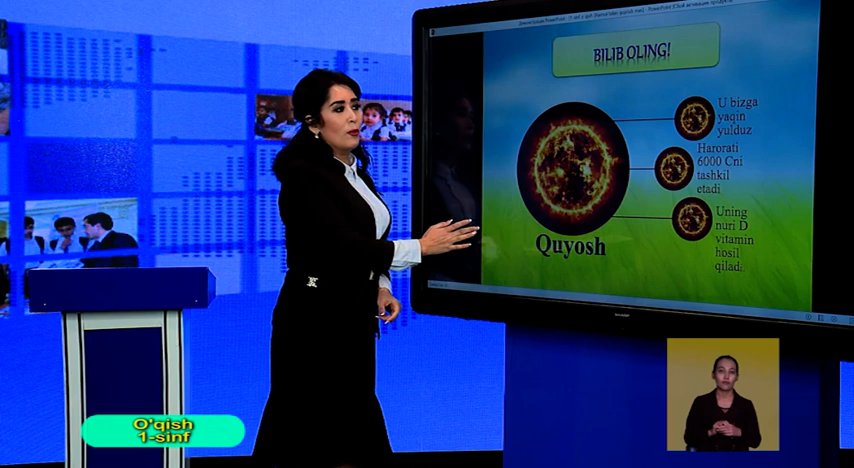 BILIB OLING!
U bizga
yaqin
yulduz
Harorati
6000 Cni
tashkil
etadi
Quyosh
Uning
nuri D
vitamin
hosil
qiladi.
O'qish
1-sinf